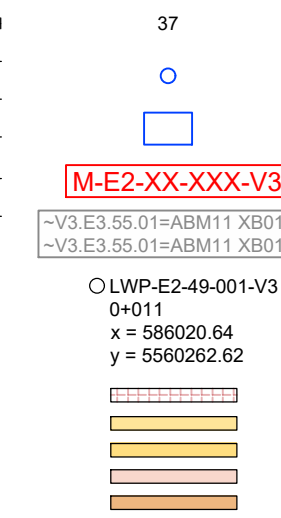 37
M-E2-XX-XXX-V3
~V3.E3.55.01=ABM11 XB01
~V3.E3.55.01=ABM11 XB01
LWP-E2-49-001-V3
0+011
x = 586020.64
y = 5560262.62